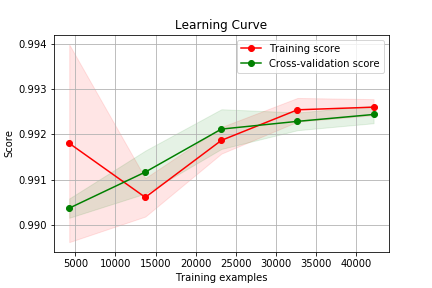 Learning Curve
Training score
Cross-validation score
Score
0.994
0.993
0.992
0.991
0.990
5000 10000 15000 20000 25000 30000 35000 40000
Training examples